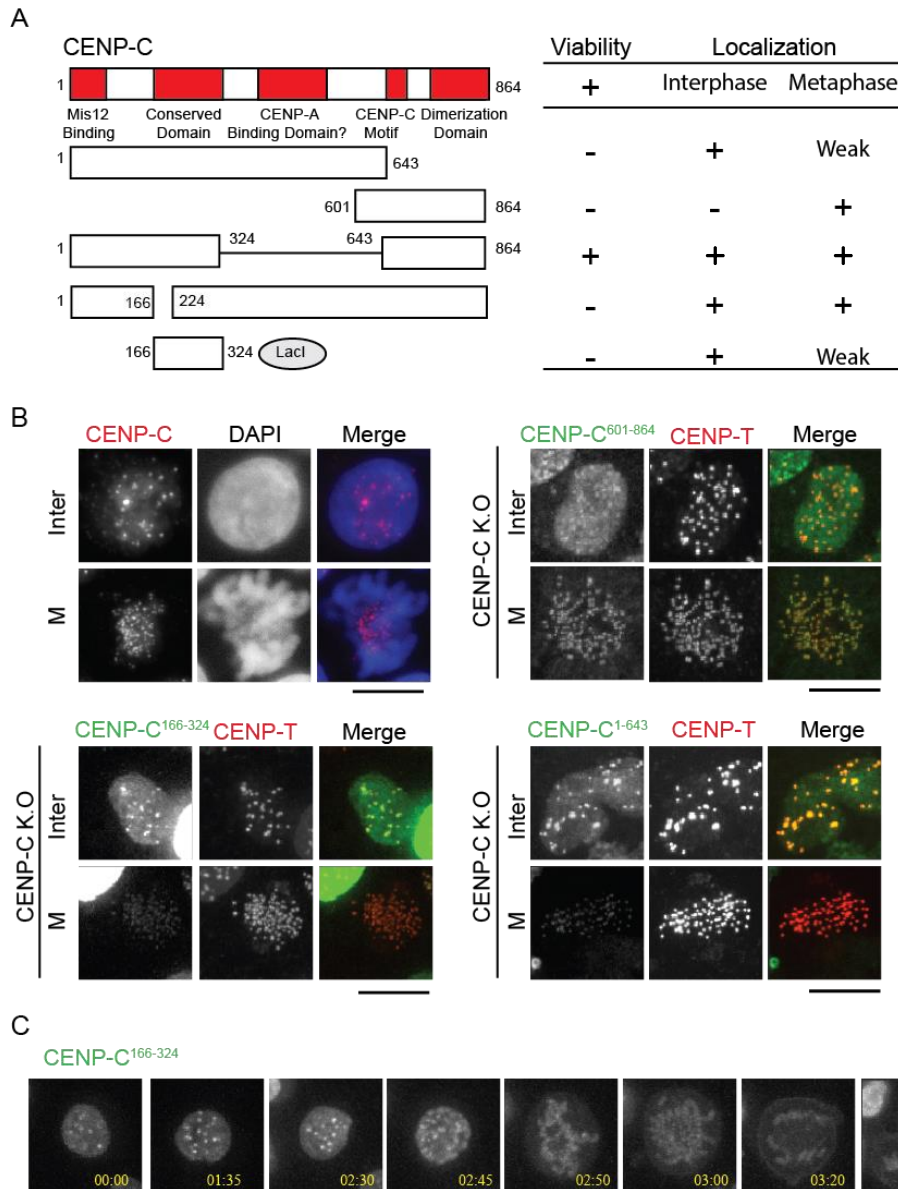 A
CENP-C
Viability Localization
1 864 + Interphase Metaphase
Mis12 Conserved CENP-A CENP-C Dimerization
Binding Domain Binding Domain? Motif Domain
1 643 - + Weak
601 864 - - +
1 324 643 864 + + +
1 166 224 - + +
166 324 LacI - + Weak
B
CENP-C DAPI Merge
Inter
M
CENP-C601-864 CENP-T Merge
CENP-C K.O
Inter
M
CENP-C166-324 CENP-T Merge
CENP-C K.O
Inter
M
CENP-C1-643 CENP-T Merge
CENP-C K.O
Inter
M
C
CENP-C166-324
00:00 01:35 02:30 02:45 02:50 03:00 03:20